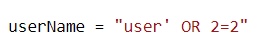 userName = "user' OR 2=2"